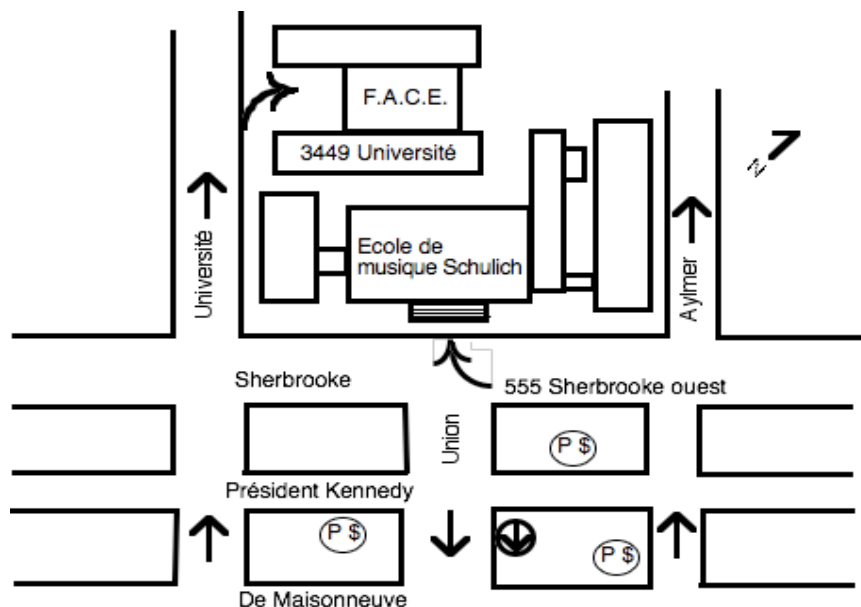 F.A.C.E.
3449 Université
N
Ecole de
musique Schulich
Université
Aylmer
Sherbrooke
555 Sherbrooke ouest
Union
P $
Président Kennedy
P $
P $
De Maisonneuve